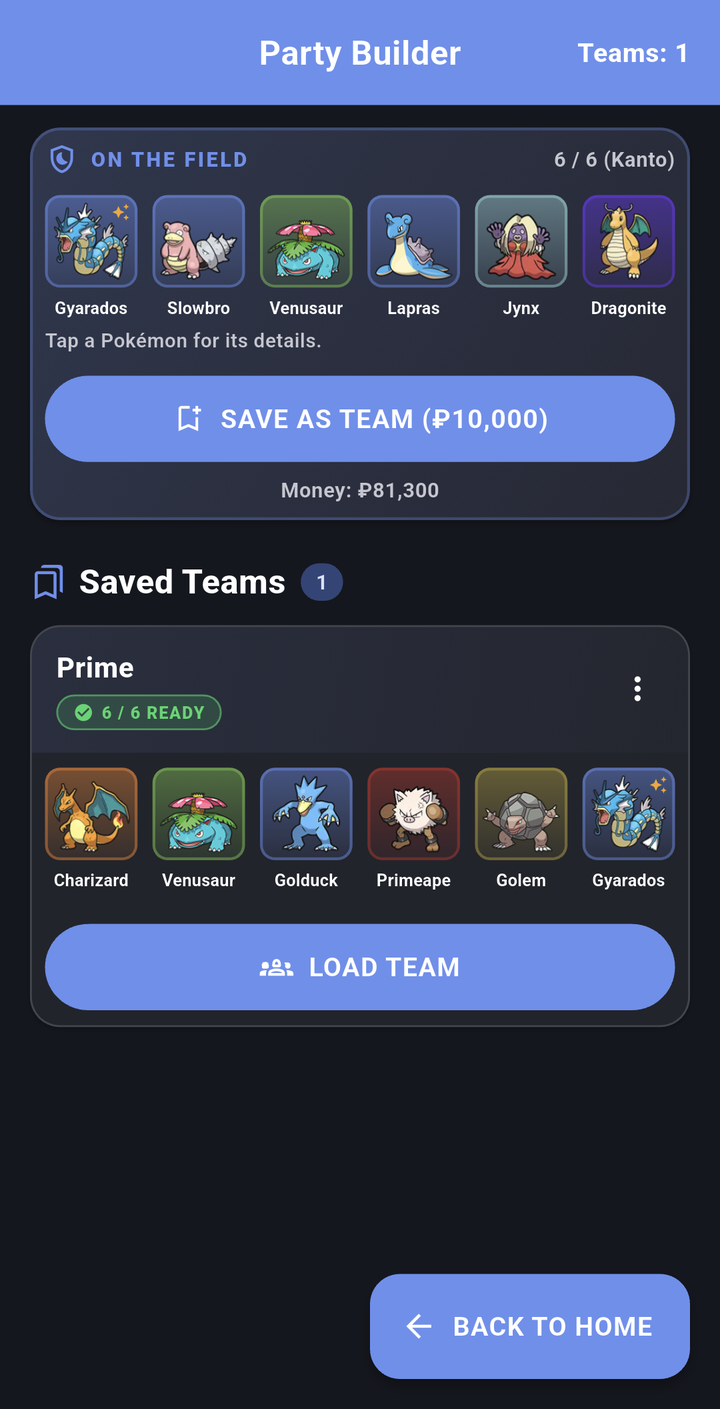 Party Builder
Teams: 1
ON THE FIELD
6 / 6 (Kanto)
Gyarados
Slowbro
Venusaur
Lapras
Jynx
Dragonite
Tap a Pokémon for its details.
SAVE AS TEAM (₽10,000)
Money: ₽81,300
Saved Teams
1
Prime
6 / 6 READY
Charizard
Venusaur
Golduck
Primeape
Golem
Gyarados
LOAD TEAM
BACK TO HOME